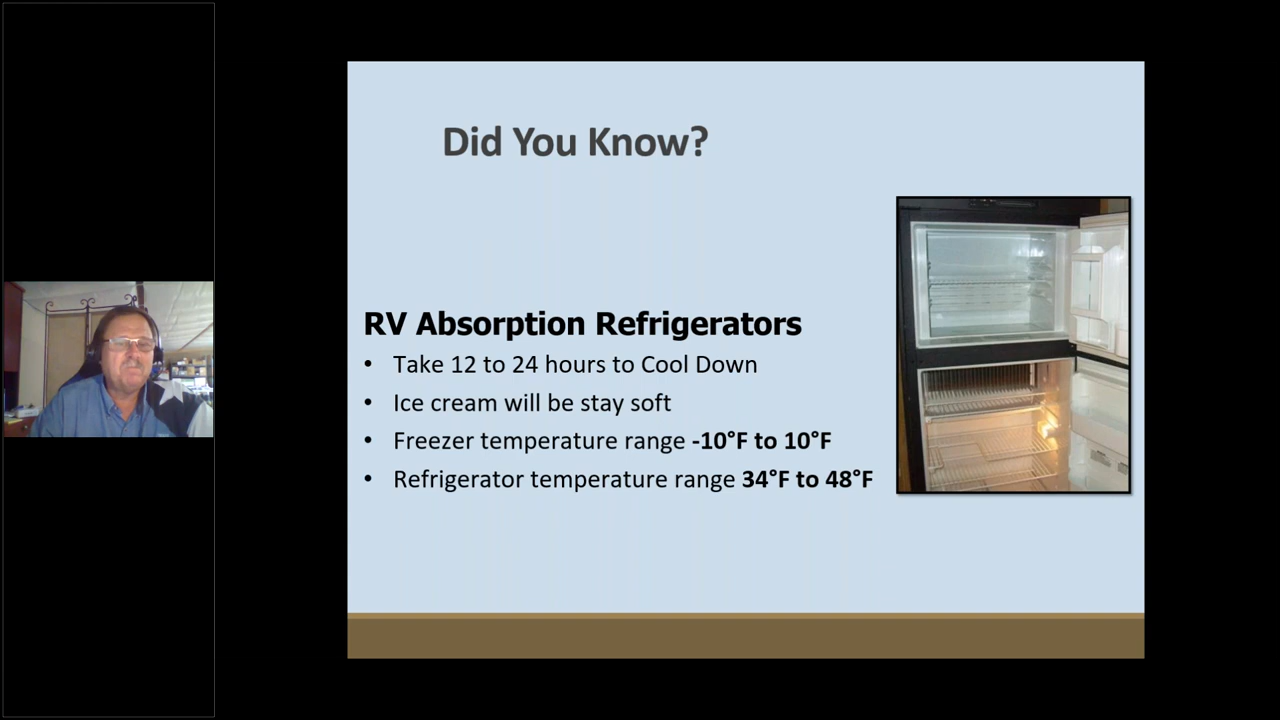 Did You Know?
RV Absorption Refrigerators
• Take 12 to 24 hours to Cool Down
• Ice cream will be stay soft
• Freezer temperature range -10°F to 10°F
• Refrigerator temperature range 34°F to 48°F